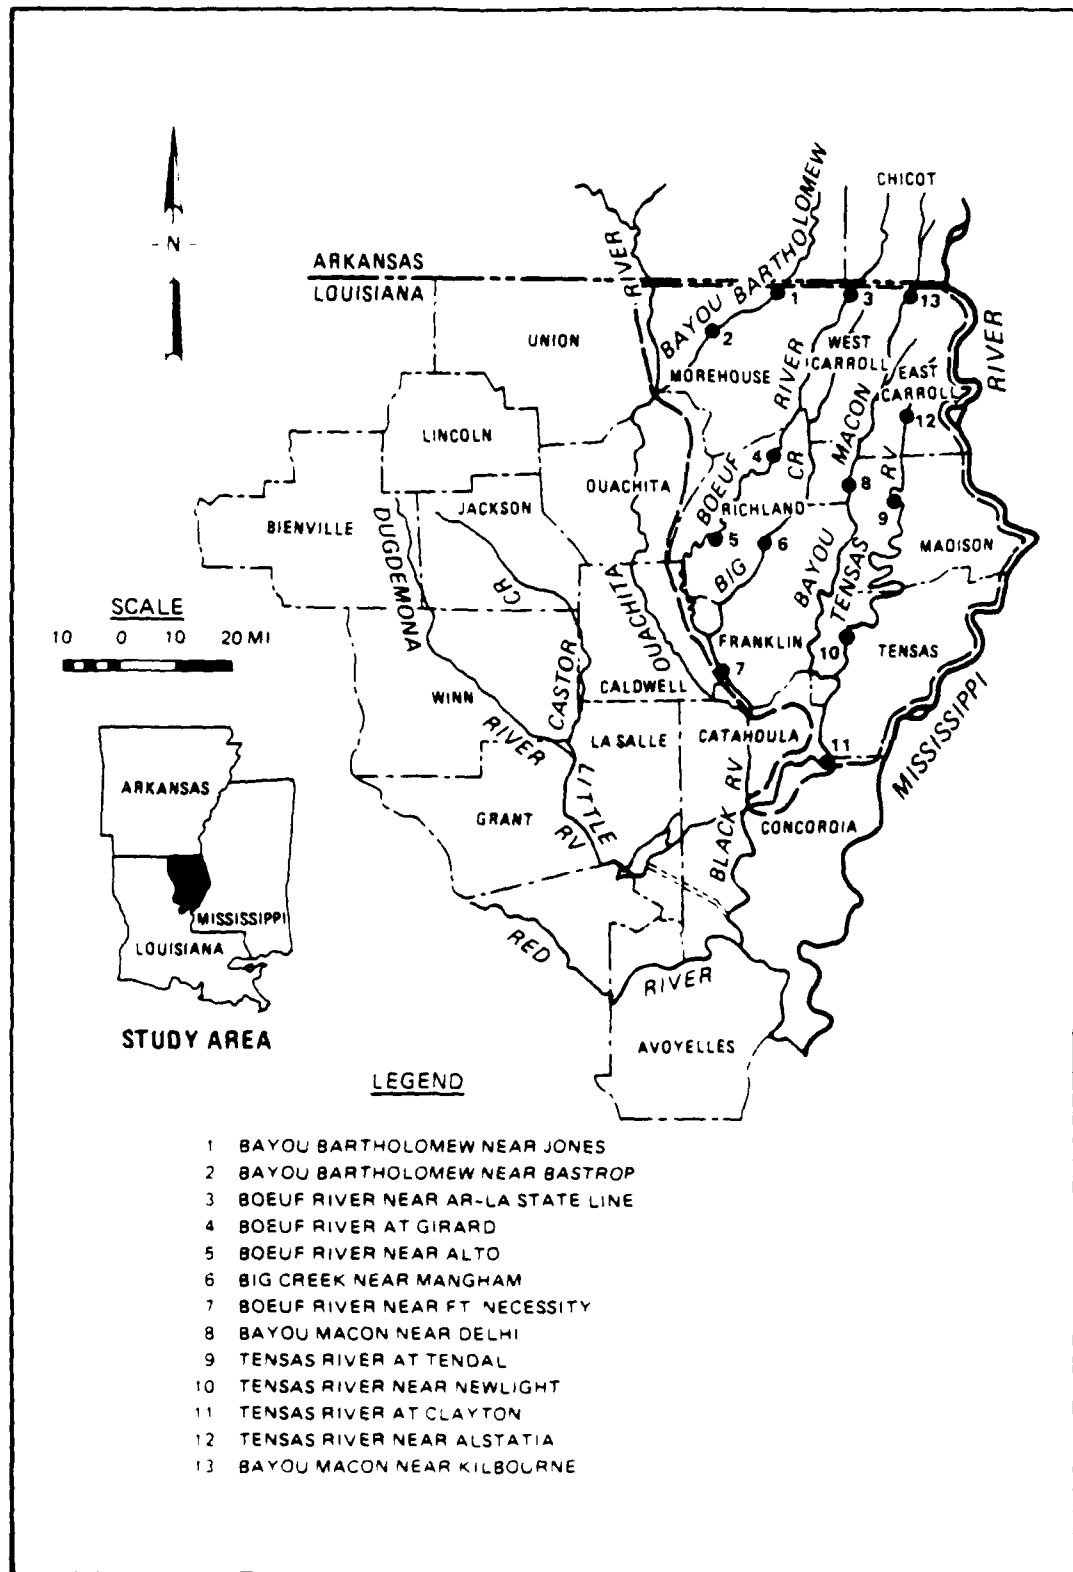 CHICOT
- N -
ARKANSAS
LOUISIANA
RIVER
BAYOU BARTHOLOMEW
1
3
13
2
UNION
MOREHOUSE
RIVER
WEST
CARROLL
EAST
CARROLL
RIVER
12
LINCOLN
OUACHITA
BOEUF
4
CR
MACON
8
RV
9
BIENVILLE
JACKSON
DUGDEMONA
CR
RICHLAND
5
6
BIG
BAYOU
TENSAS
MADISON
SCALE
10 0 10 20 MI
OUACHITA
FRANKLIN
10
TENSAS
WINN
CASTOR
CALDWELL
7
RIVER
LA SALLE
CATAHOULA
11
MISSISSIPPI
ARKANSAS
GRANT
LITTLE
RV
BLACK RV
CONCORDIA
MISSISSIPPI
LOUISIANA
RED
RIVER
STUDY AREA
AVOYELLES
LEGEND
1 BAYOU BARTHOLOMEW NEAR JONES
2 BAYOU BARTHOLOMEW NEAR BASTROP
3 BOEUF RIVER NEAR AR-LA STATE LINE
4 BOEUF RIVER AT GIRARD
5 BOEUF RIVER NEAR ALTO
6 BIG CREEK NEAR MANGHAM
7 BOEUF RIVER NEAR FT NECESSITY
8 BAYOU MACON NEAR DELHI
9 TENSAS RIVER AT TENDAL
10 TENSAS RIVER NEAR NEWLIGHT
11 TENSAS RIVER AT CLAYTON
12 TENSAS RIVER NEAR ALSTATIA
13 BAYOU MACON NEAR KILBOURNE